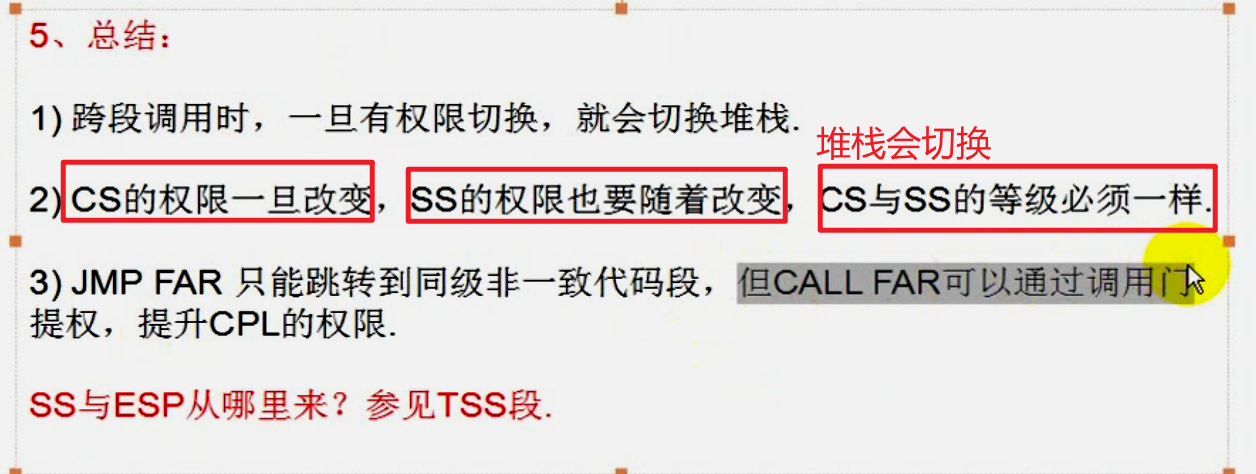 5、总结：
1) 跨段调用时，一旦有权限切换，就会切换堆栈.
堆栈会切换
2) CS的权限一旦改变，SS的权限也要随着改变，CS与SS的等级必须一样.
3) JMP FAR 只能跳转到同级非一致代码段，但CALL FAR可以通过调用门
提权，提升CPL的权限.
SS与ESP从哪里来？参见TSS段.